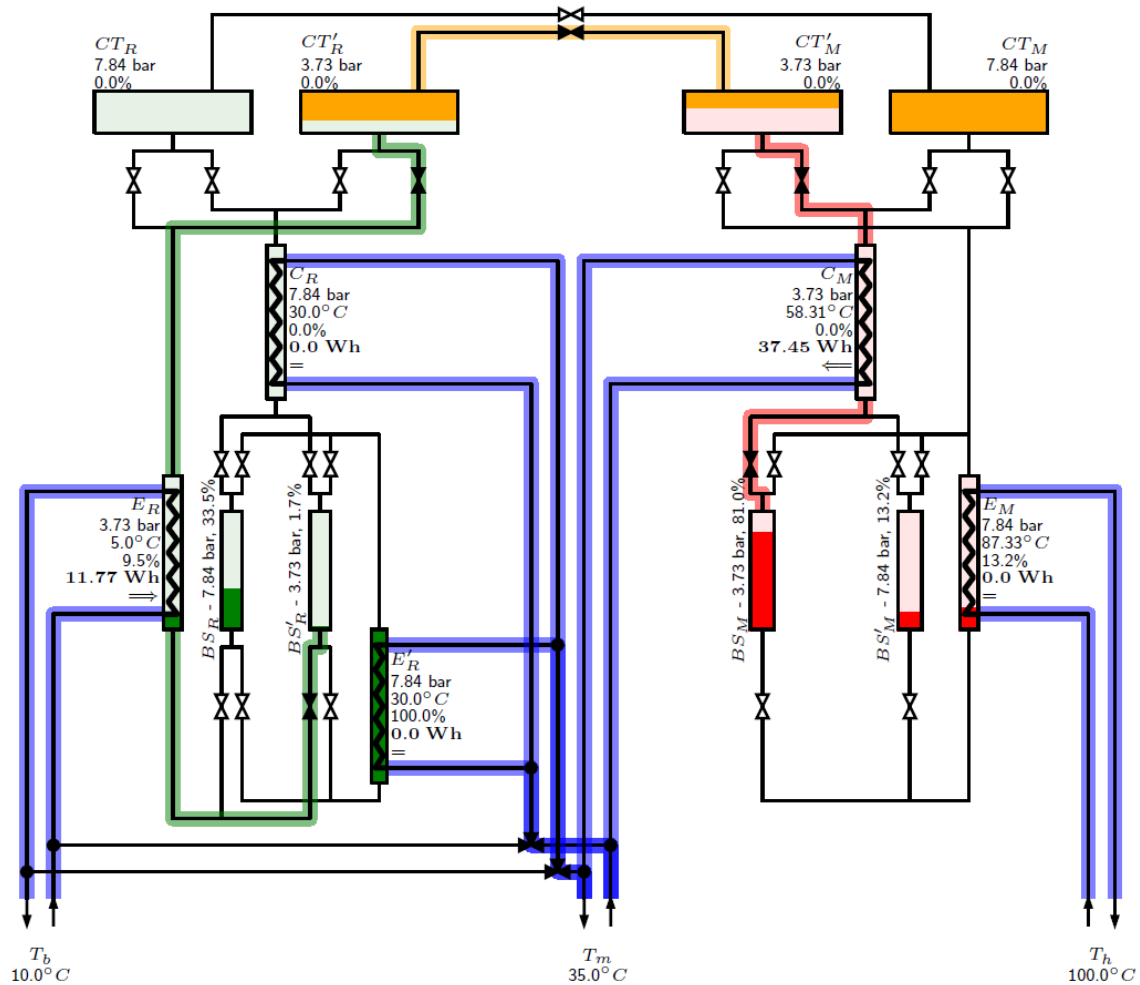 CT_R
7.84 bar
0.0%
CT'_R
3.73 bar
0.0%
CT'_M
3.73 bar
0.0%
CT_M
7.84 bar
0.0%
C_R
7.84 bar
30.0°C
0.0%
0.0 Wh
=
C_M
3.73 bar
58.31°C
0.0%
37.45 Wh
⇐
E_R
3.73 bar
5.0°C
9.5%
11.77 Wh
⇒
BS_R - 7.84 bar, 33.5%
BS'_R - 3.73 bar, 1.7%
E'_R
7.84 bar
30.0°C
100.0%
0.0 Wh
=
BS_M - 3.73 bar, 81.0%
BS'_M - 7.84 bar, 13.2%
E_M
7.84 bar
87.33°C
13.2%
0.0 Wh
=
T_b
10.0°C
T_m
35.0°C
T_h
100.0°C